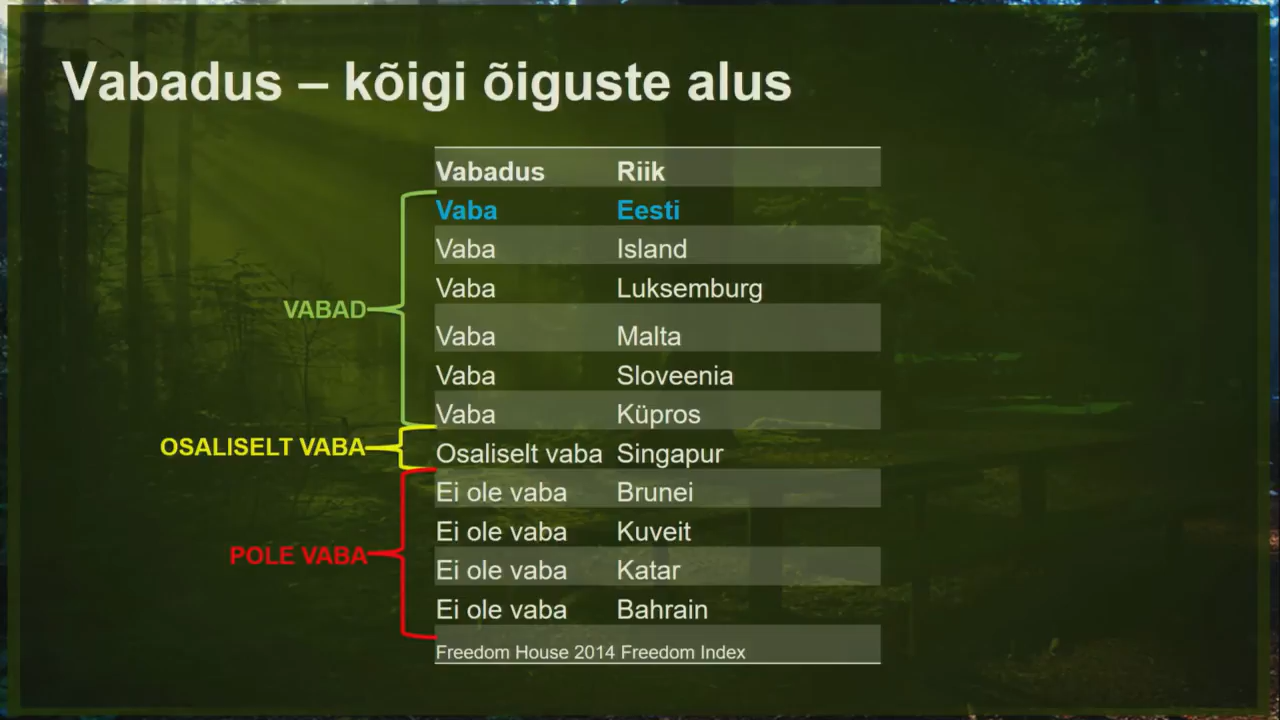 Vabadus – kõigi õiguste alus
Vabadus Riik
Vaba Eesti
Vaba Island
Vaba Luksemburg
VABAD
Vaba Malta
Vaba Sloveenia
Vaba Küpros
OSALISELT VABA
Osaliselt vaba Singapur
Ei ole vaba Brunei
Ei ole vaba Kuveit
POLE VABA
Ei ole vaba Katar
Ei ole vaba Bahrain
Freedom House 2014 Freedom Index